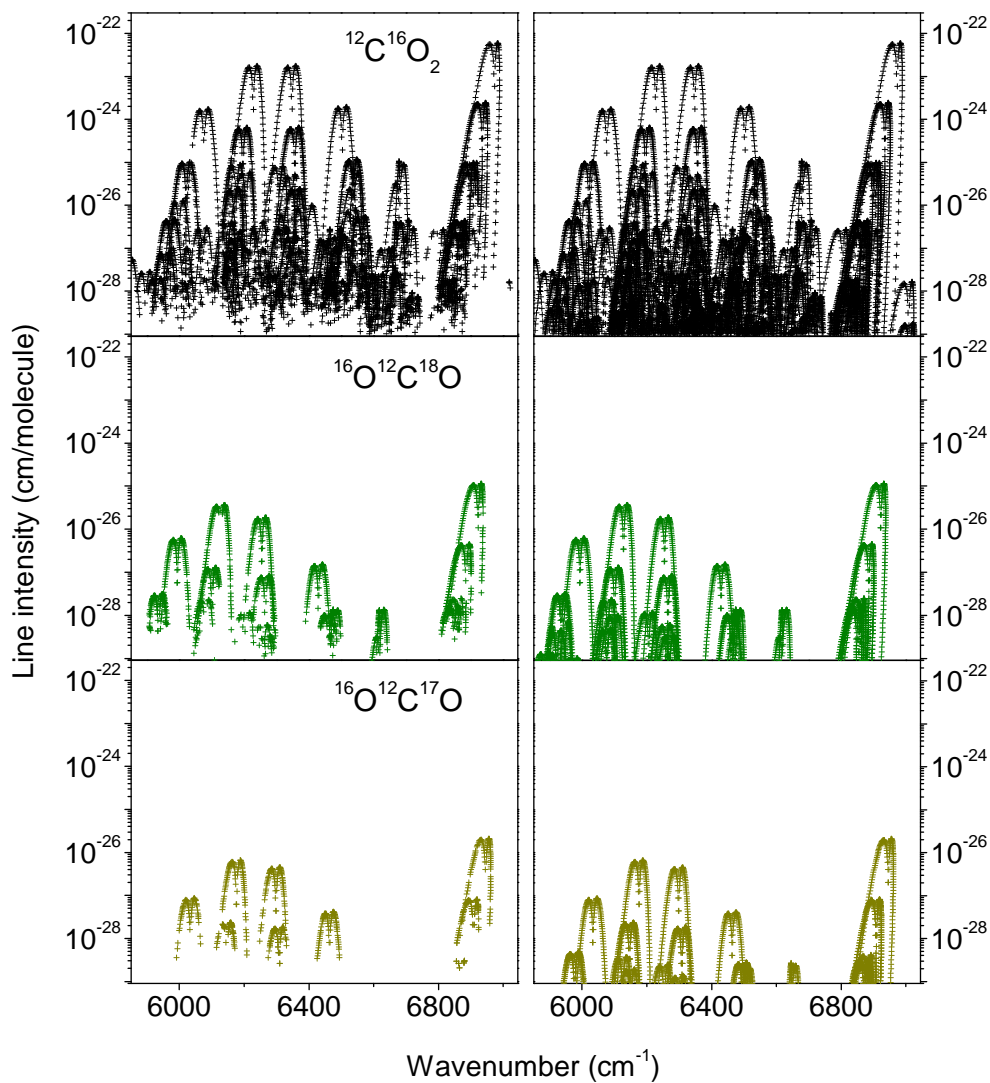 10⁻²² 10⁻²²
¹²C¹⁶O₂
10⁻²⁴ 10⁻²⁴
10⁻²⁶ 10⁻²⁶
10⁻²⁸ 10⁻²⁸
10⁻²² 10⁻²²
¹⁶O¹²C¹⁸O
10⁻²⁴ 10⁻²⁴
10⁻²⁶ 10⁻²⁶
10⁻²⁸ 10⁻²⁸
10⁻²² 10⁻²²
¹⁶O¹²C¹⁷O
10⁻²⁴ 10⁻²⁴
10⁻²⁶ 10⁻²⁶
10⁻²⁸ 10⁻²⁸
Line intensity (cm/molecule)
6000 6400 6800 6000 6400 6800
Wavenumber (cm⁻¹)